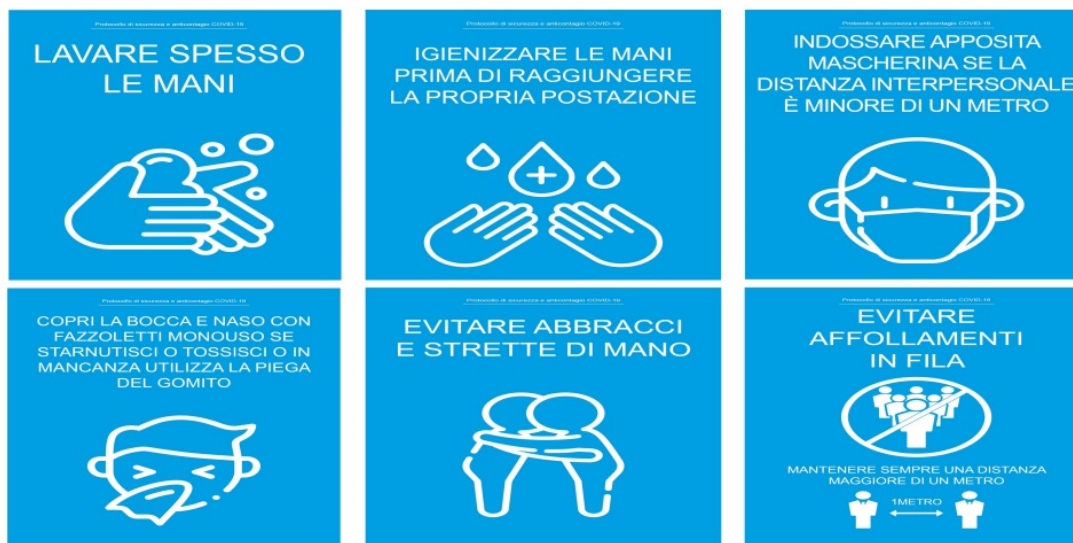 Protocollo di sicurezza e anticontagio COVID-19
LAVARE SPESSO
LE MANI
Protocollo di sicurezza e anticontagio COVID-19
IGIENIZZARE LE MANI
PRIMA DI RAGGIUNGERE
LA PROPRIA POSTAZIONE
Protocollo di sicurezza e anticontagio COVID-19
INDOSSARE APPOSITA
MASCHERINA SE LA
DISTANZA INTERPERSONALE
È MINORE DI UN METRO
Protocollo di sicurezza e anticontagio COVID-19
COPRI LA BOCCA E NASO CON
FAZZOLETTI MONOUSO SE
STARNUTISCI O TOSSISCI O IN
MANCANZA UTILIZZA LA PIEGA
DEL GOMITO
Protocollo di sicurezza e anticontagio COVID-19
EVITARE ABBRACCI
E STRETTE DI MANO
Protocollo di sicurezza e anticontagio COVID-19
EVITARE
AFFOLLAMENTI
IN FILA
MANTENERE SEMPRE UNA DISTANZA
MAGGIORE DI UN METRO
1METRO